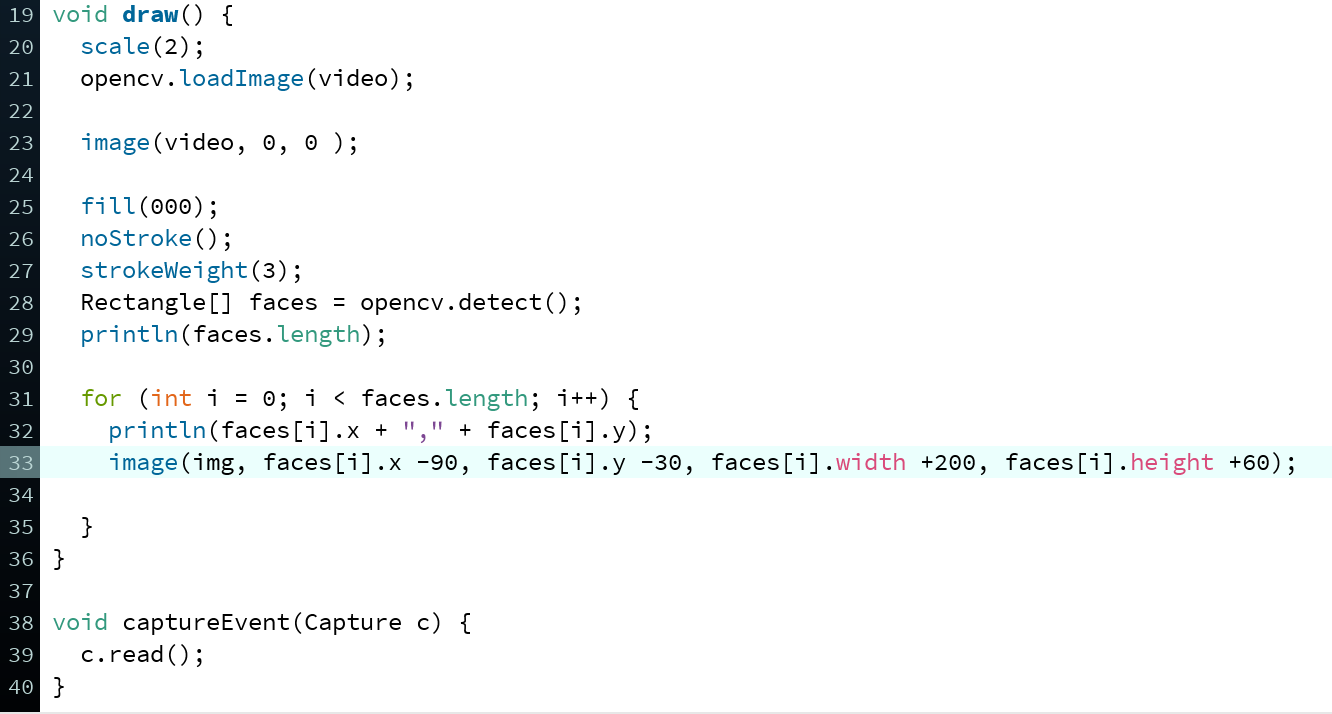 19 void draw() {
20   scale(2);
21   opencv.loadImage(video);
22
23   image(video, 0, 0 );
24
25   fill(000);
26   noStroke();
27   strokeWeight(3);
28   Rectangle[] faces = opencv.detect();
29   println(faces.length);
30
31   for (int i = 0; i < faces.length; i++) {
32     println(faces[i].x + "," + faces[i].y);
33     image(img, faces[i].x -90, faces[i].y -30, faces[i].width +200, faces[i].height +60);
34
35   }
36 }
37
38 void captureEvent(Capture c) {
39   c.read();
40 }